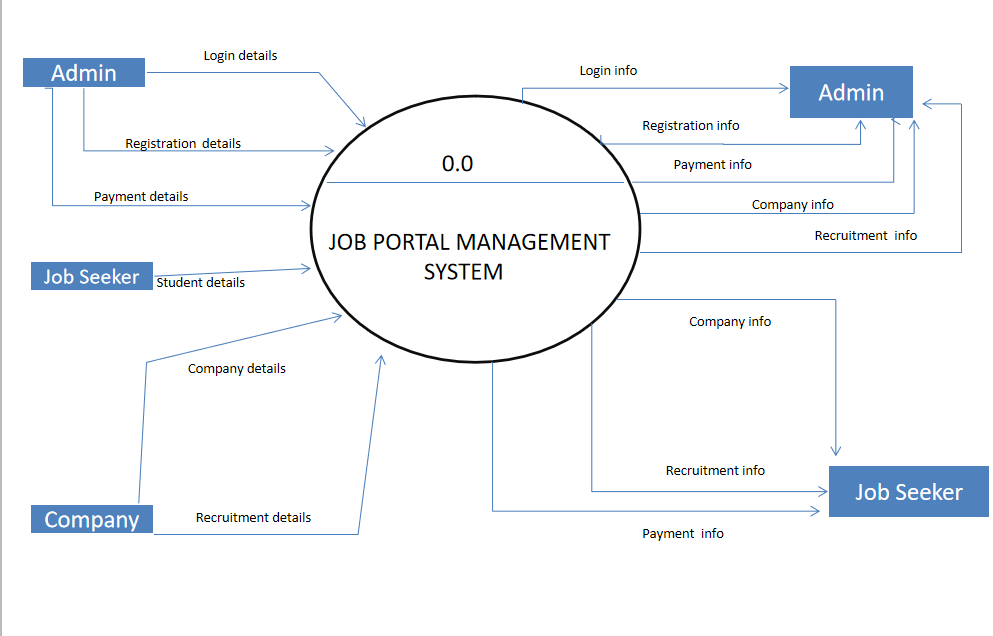 Login details
Admin
Login info
Admin
Registration info
Registration details
0.0
Payment info
Payment details
Company info
Recruitment info
JOB PORTAL MANAGEMENT
SYSTEM
Job Seeker
Student details
Company info
Company details
Recruitment info
Job Seeker
Company
Recruitment details
Payment info